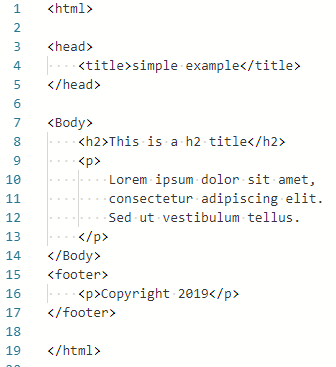 1 <html>
2
3 <head>
4     <title>simple example</title>
5 </head>
6
7 <Body>
8     <h2>This is a h2 title</h2>
9     <p>
10         Lorem ipsum dolor sit amet,
11         consectetur adipiscing elit.
12         Sed ut vestibulum tellus.
13     </p>
14 </Body>
15 <footer>
16     <p>Copyright 2019</p>
17 </footer>
18
19 </html>